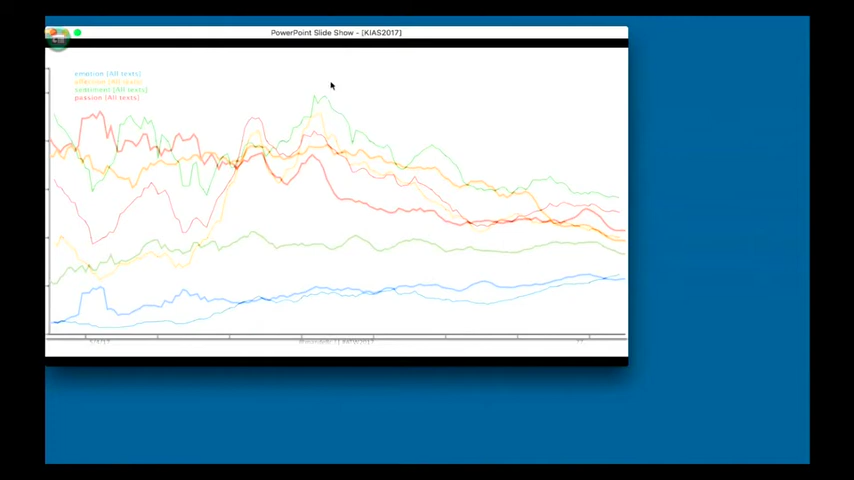 PowerPoint Slide Show - [KIAS2017]
emotion [All texts]
affection [All texts]
sentiment [All texts]
passion [All texts]